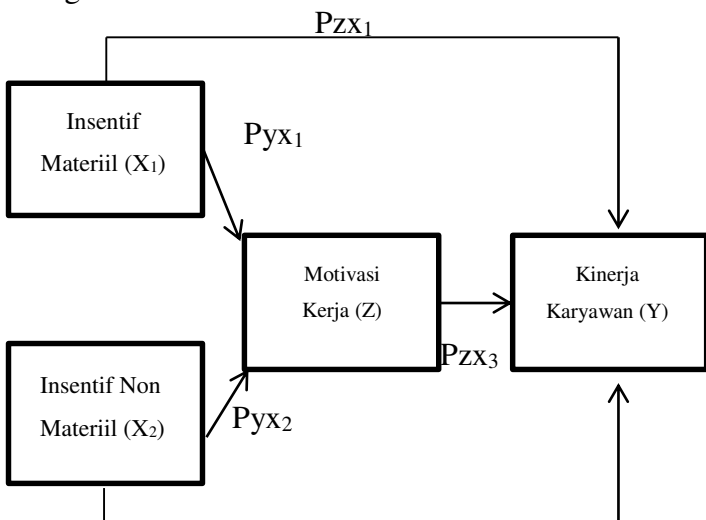 Pzx₁
Insentif
Materiil (X₁)
Pyx₁
Motivasi
Kerja (Z)
Kinerja
Karyawan (Y)
Pzx₃
Insentif Non
Materiil (X₂)
Pyx₂